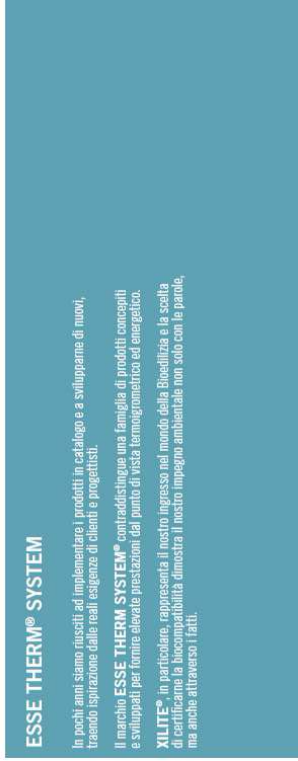 ESSE THERM® SYSTEM
In pochi anni siamo riusciti ad implementare i prodotti in catalogo e a svilupparne di nuovi,
traendo ispirazione dalle reali esigenze di clienti e progettisti.
Il marchio ESSE THERM SYSTEM® contraddistingue una famiglia di prodotti concepiti
e sviluppati per fornire elevate prestazioni dal punto di vista termoigrometrico ed energetico.
XILITE®, in particolare, rappresenta il nostro ingresso nel mondo della Bioedilizia e la scelta
di certificarne la biocompatibilità dimostra il nostro impegno ambientale non solo con le parole,
ma anche attraverso i fatti.